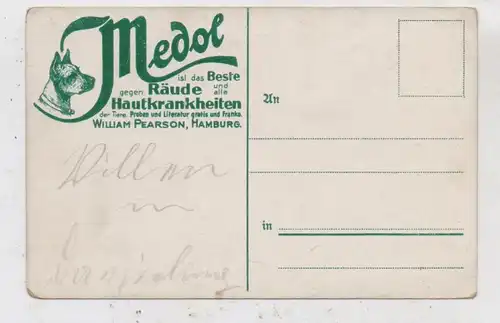 Medol
ist das Beste
gegen Räude und alle
Hautkrankheiten
der Tiere. Proben und Literatur gratis und franko.
WILLIAM PEARSON, HAMBURG.
An
in